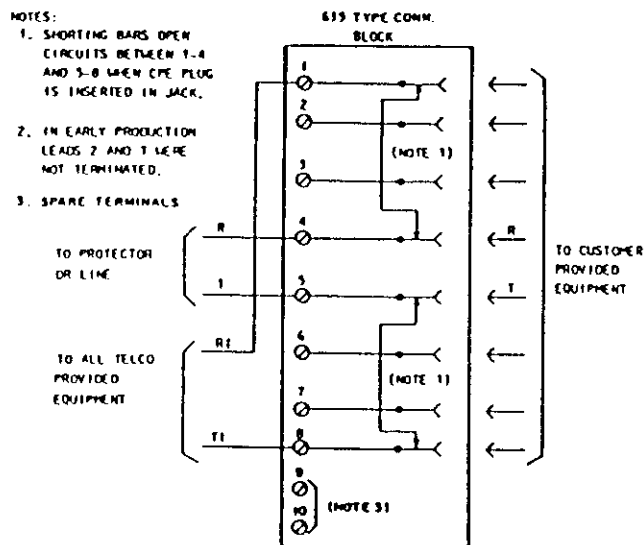 NOTES:
1. SHORTING BARS OPEN
CIRCUITS BETWEEN 1-4
AND 5-8 WHEN CPE PLUG
IS INSERTED IN JACK.
2. IN EARLY PRODUCTION
LEADS 2 AND 7 WERE
NOT TERMINATED.
3. SPARE TERMINALS
TYPE CONN.
BLOCK
1
2
(NOTE 1)
3
4
R
R
TO PROTECTOR
OR LINE
TO CUSTOMER
PROVIDED
EQUIPMENT
5
T
T
6
R1
TO ALL TELCO
PROVIDED
EQUIPMENT
(NOTE 1)
7
8
T1
9
(NOTE 3)
10